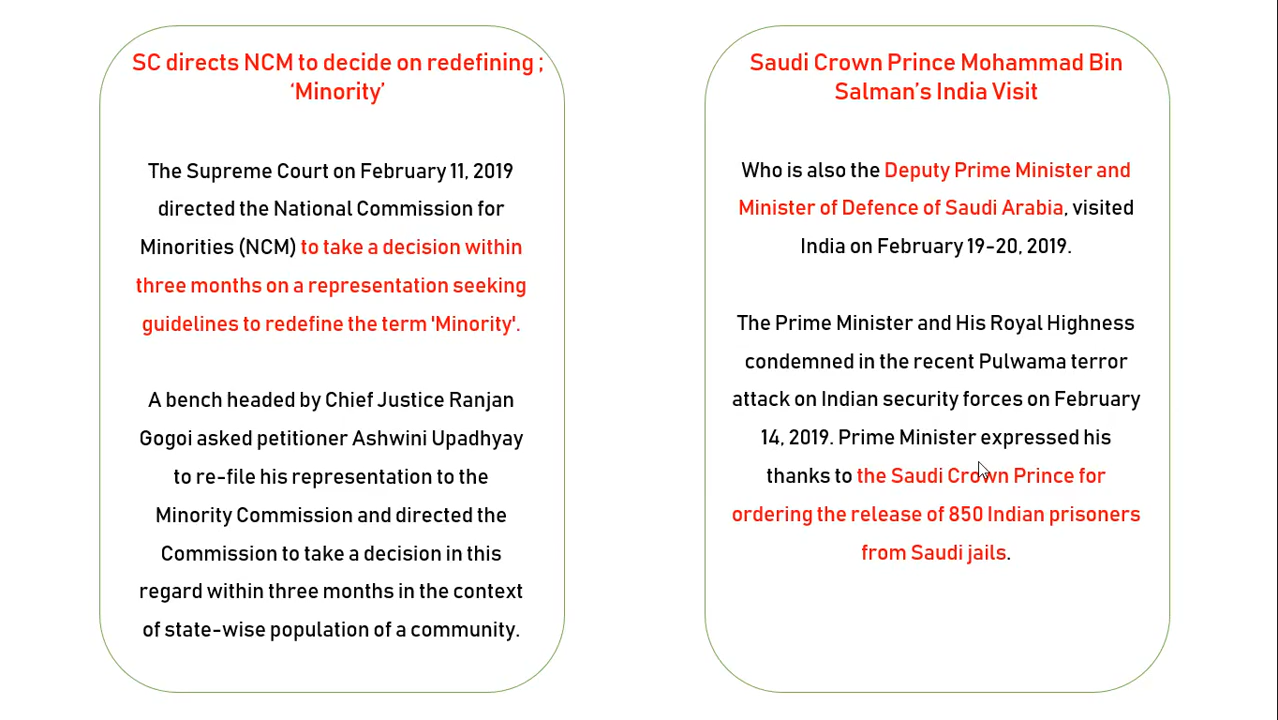 SC directs NCM to decide on redefining ;
‘Minority’
The Supreme Court on February 11, 2019
directed the National Commission for
Minorities (NCM) to take a decision within
three months on a representation seeking
guidelines to redefine the term 'Minority'.
A bench headed by Chief Justice Ranjan
Gogoi asked petitioner Ashwini Upadhyay
to re-file his representation to the
Minority Commission and directed the
Commission to take a decision in this
regard within three months in the context
of state-wise population of a community.
Saudi Crown Prince Mohammad Bin
Salman’s India Visit
Who is also the Deputy Prime Minister and
Minister of Defence of Saudi Arabia, visited
India on February 19-20, 2019.
The Prime Minister and His Royal Highness
condemned in the recent Pulwama terror
attack on Indian security forces on February
14, 2019. Prime Minister expressed his
thanks to the Saudi Crown Prince for
ordering the release of 850 Indian prisoners
from Saudi jails.